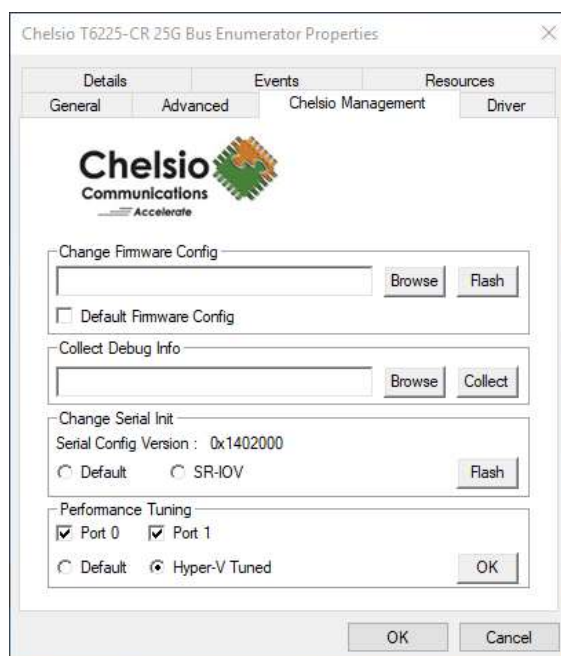 Chelsio T6225-CR 25G Bus Enumerator Properties
Details Events Resources
General Advanced Chelsio Management Driver
Chelsio
Communications
Accelerate
Change Firmware Config
Browse Flash
Default Firmware Config
Collect Debug Info
Browse Collect
Change Serial Init
Serial Config Version : 0x1402000
Default SR-IOV Flash
Performance Tuning
Port 0 Port 1
Default Hyper-V Tuned OK
OK Cancel